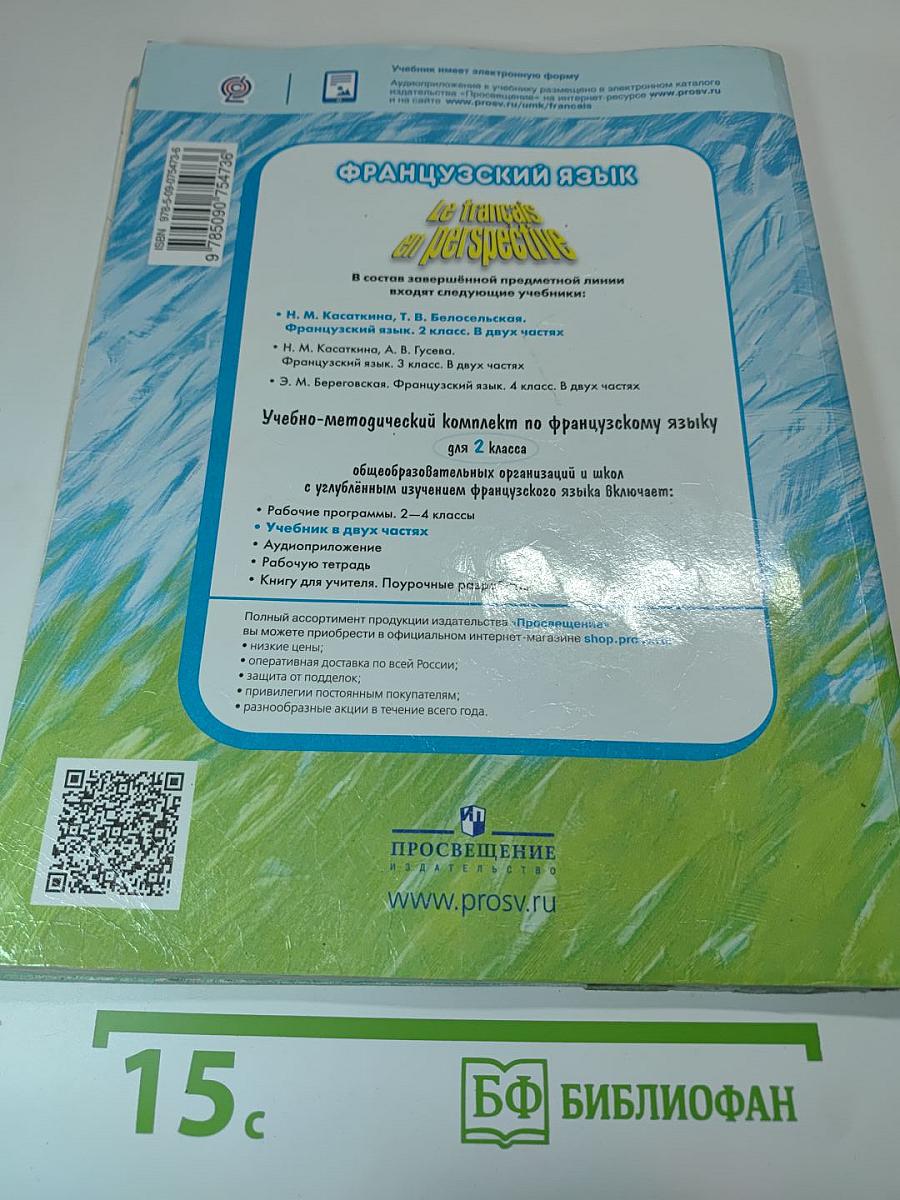 Учебник имеет электронную форму
Аудиоприложение к учебнику размещено в электронном каталоге
издательства «Просвещение» на интернет-ресурсе www.prosv.ru
и на сайте www.prosv.ru/umk/francais
ISBN 978-5-09-075473-6
9 785090 754736
ФРАНЦУЗСКИЙ ЯЗЫК
Le français
en perspective
В состав завершённой предметной линии
входят следующие учебники:
• Н. М. Касаткина, Т. В. Белосельская.
Французский язык. 2 класс. В двух частях
• Н. М. Касаткина, А. В. Гусева.
Французский язык. 3 класс. В двух частях
• Э. М. Береговская. Французский язык. 4 класс. В двух частях
Учебно-методический комплект по французскому языку
для 2 класса
общеобразовательных организаций и школ
с углублённым изучением французского языка включает:
• Рабочие программы. 2—4 классы
• Учебник в двух частях
• Аудиоприложение
• Рабочую тетрадь
• Книгу для учителя. Поурочные
Полный ассортимент продукции издательства «Просвещение»
вы можете приобрести в официальном интернет-магазине
• низкие цены;
• оперативная доставка по всей России;
• защита от подделок;
• привилегии постоянным покупателям;
• разнообразные акции в течение всего года.
ПРОСВЕЩЕНИЕ
ИЗДАТЕЛЬСТВО
www.prosv.ru
15 с
БФ БИБЛИОФАН